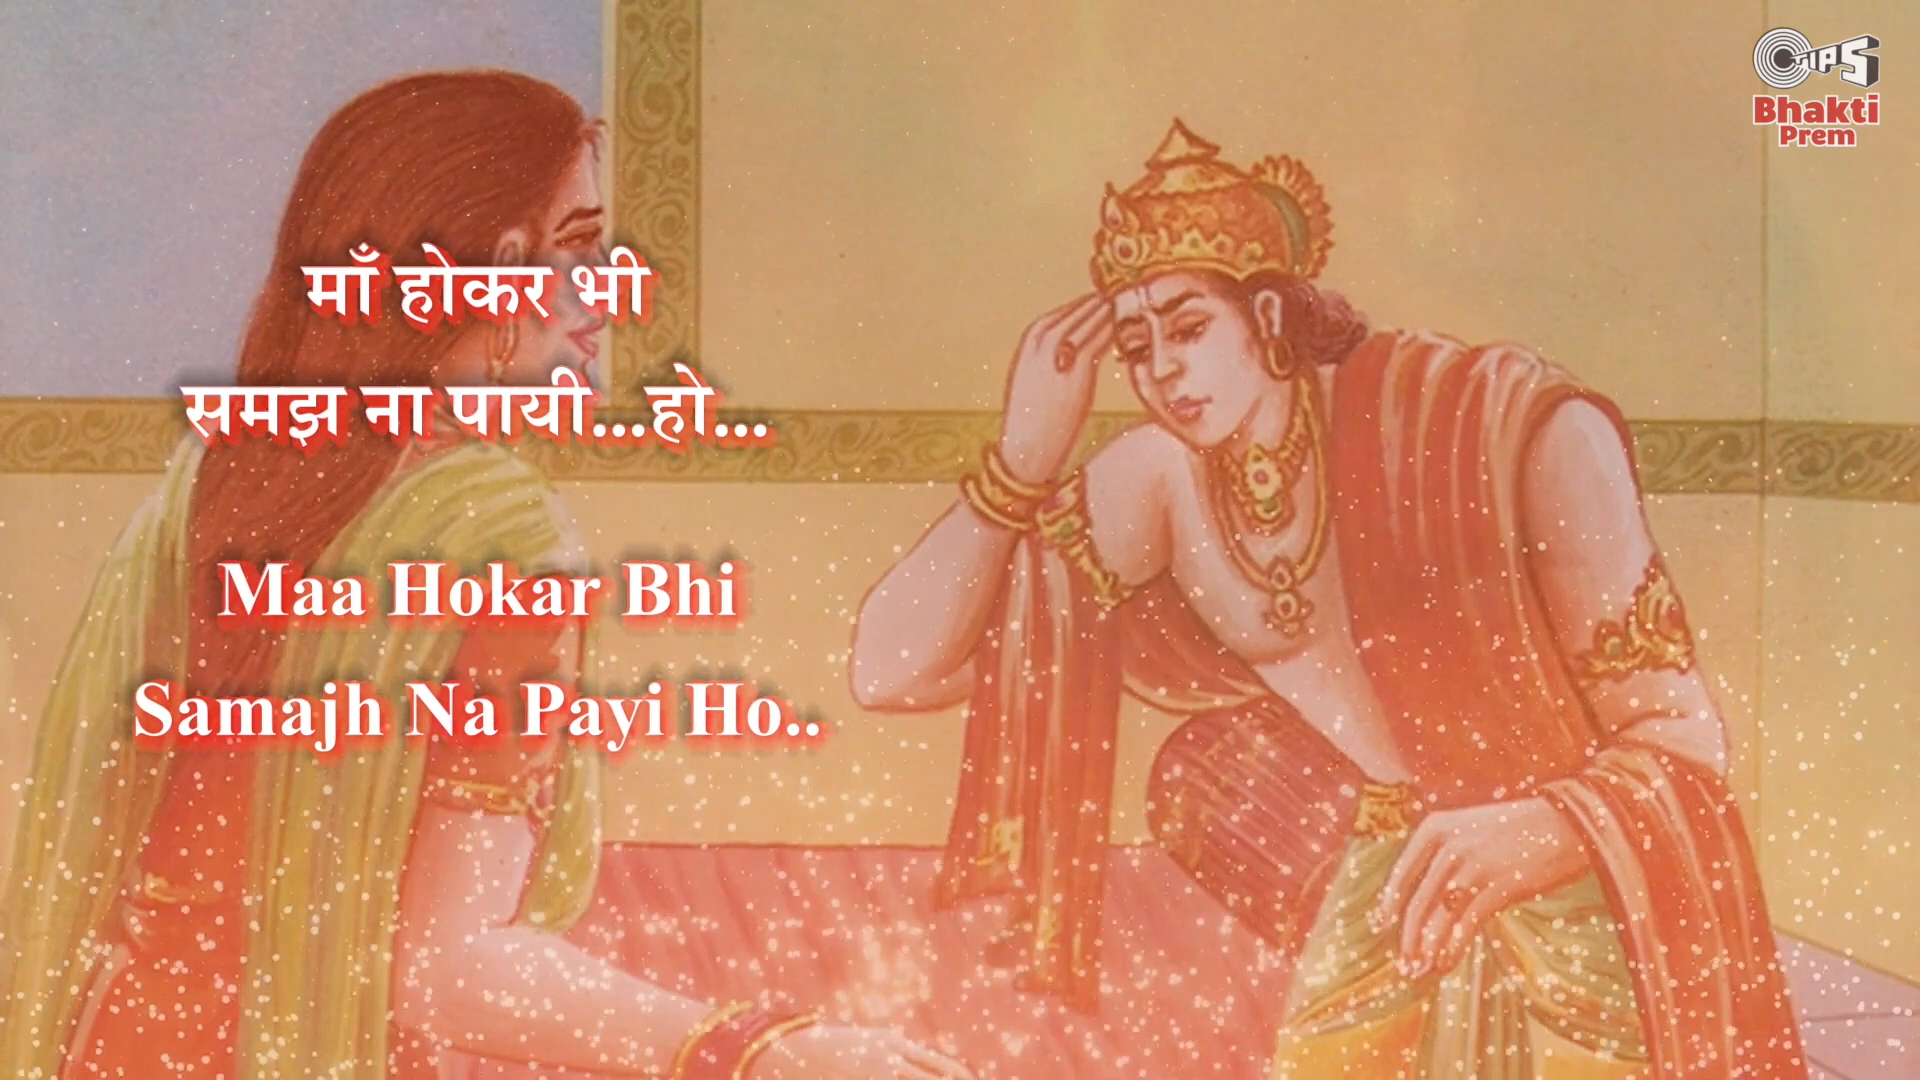 TIPS
Bhakti
Prem
माँ होकर भी
समझ ना पायी...हो...
Maa Hokar Bhi
Samajh Na Payi Ho..